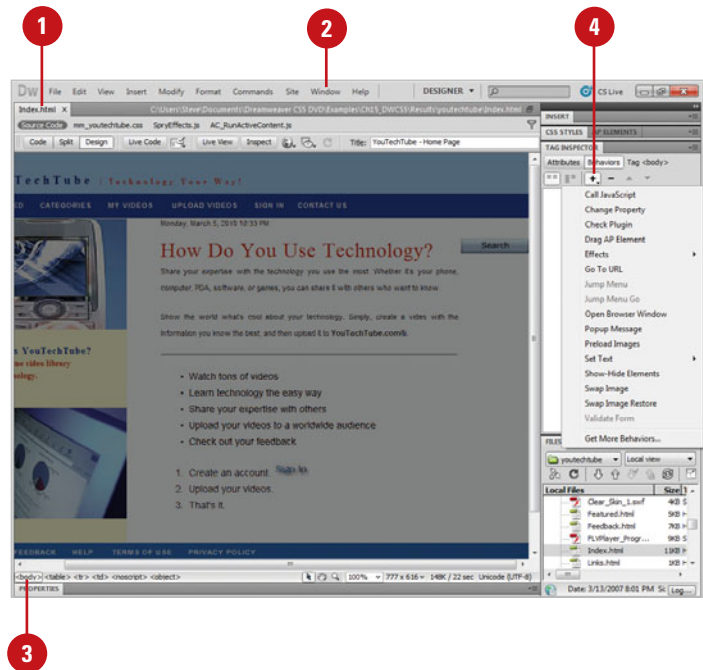 1
2
4
DW File Edit View Insert Modify Format Commands Site Window Help DESIGNER CS Live
Index.html × C:\Users\Steve\Documents\Dreamweaver CS5 DVD\Examples\Ch15_DWCS5\Results\youtechtube\Index.html
Source Code mm_youtechtube.css SpryEffects.js AC_RunActiveContent.js
Code Split Design Live Code Live View Inspect Title: YouTechTube - Home Page
TechTube | Technology Your Way!
ED CATEGORIES MY VIDEOS UPLOAD VIDEOS SIGN IN CONTACT US
Monday, March 5, 2010 12:33 PM
How Do You Use Technology?
Search
Share your expertise with the technology you use the most. Whether it's your phone,
computer, PDA, software, or games, you can share it with others who want to know.
Show the world what's cool about your technology. Simply, create a video with the
information you know the best, and then upload it to YouTechTube.com/li.
s YouTechTube?
ne video library
nology.
• Watch tons of videos
• Learn technology the easy way
• Share your expertise with others
• Upload your videos to a worldwide audience
• Check out your feedback
1. Create an account. Sign In
2. Upload your videos.
3. That's it.
FEEDBACK HELP TERMS OF USE PRIVACY POLICY
<body> <table> <tr> <td> <noscript> <object> 100% 777 x 616 148K / 22 sec Unicode (UTF-8)
PROPERTIES
INSERT
CSS STYLES AP ELEMENTS
TAG INSPECTOR
Attributes Behaviors Tag <body>
Call JavaScript
Change Property
Check Plugin
Drag AP Element
Effects
Go To URL
Jump Menu
Jump Menu Go
Open Browser Window
Popup Message
Preload Images
Set Text
Show-Hide Elements
Swap Image
Swap Image Restore
Validate Form
Get More Behaviors...
FILES
youtechtube Local view
Local Files Size T
Clear_Skin_1.swf 4KB S
Featured.html 5KB H
Feedback.html 7KB H
FLVPlayer_Progr... 9KB S
Index.html 11KB H
Links.html 1KB H
Date: 3/13/2007 8:01 PM Sc Log...
3